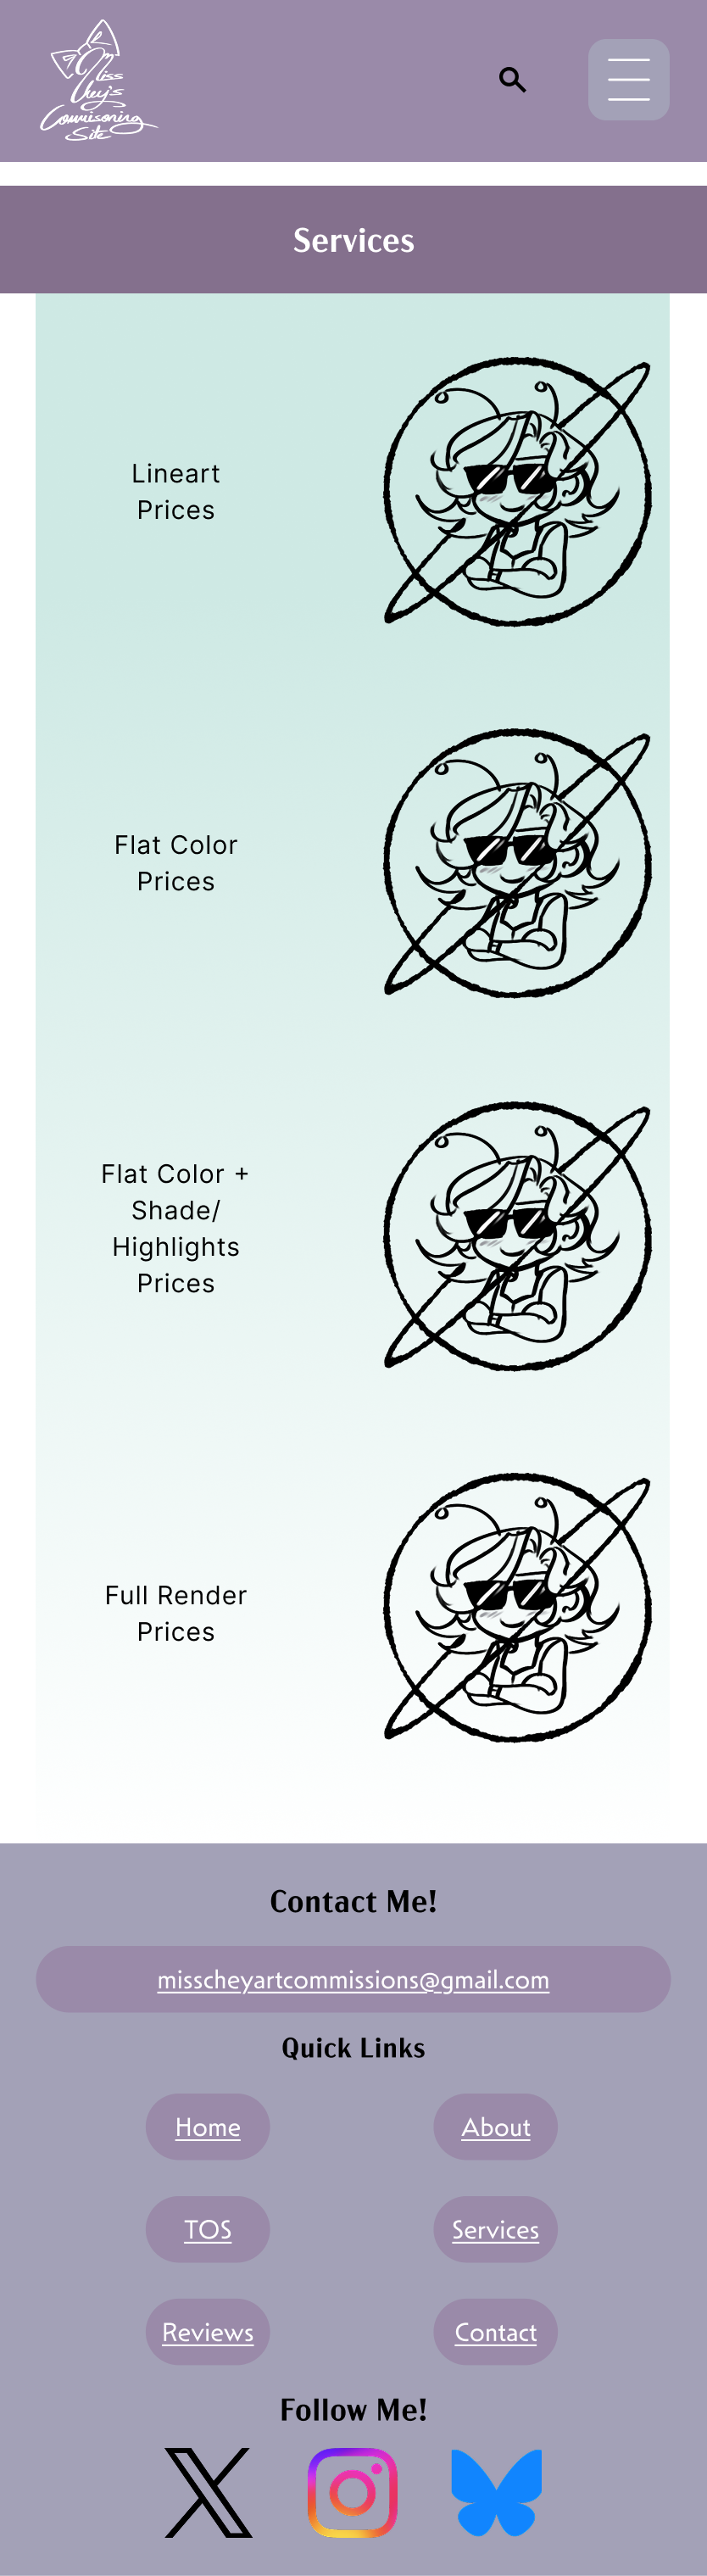 Miss
Chey's
Commisoning
Site
Services
Lineart
Prices
Flat Color
Prices
Flat Color +
Shade/
Highlights
Prices
Full Render
Prices
Contact Me!
misscheyartcommissions@gmail.com
Quick Links
Home About
TOS Services
Reviews Contact
Follow Me!